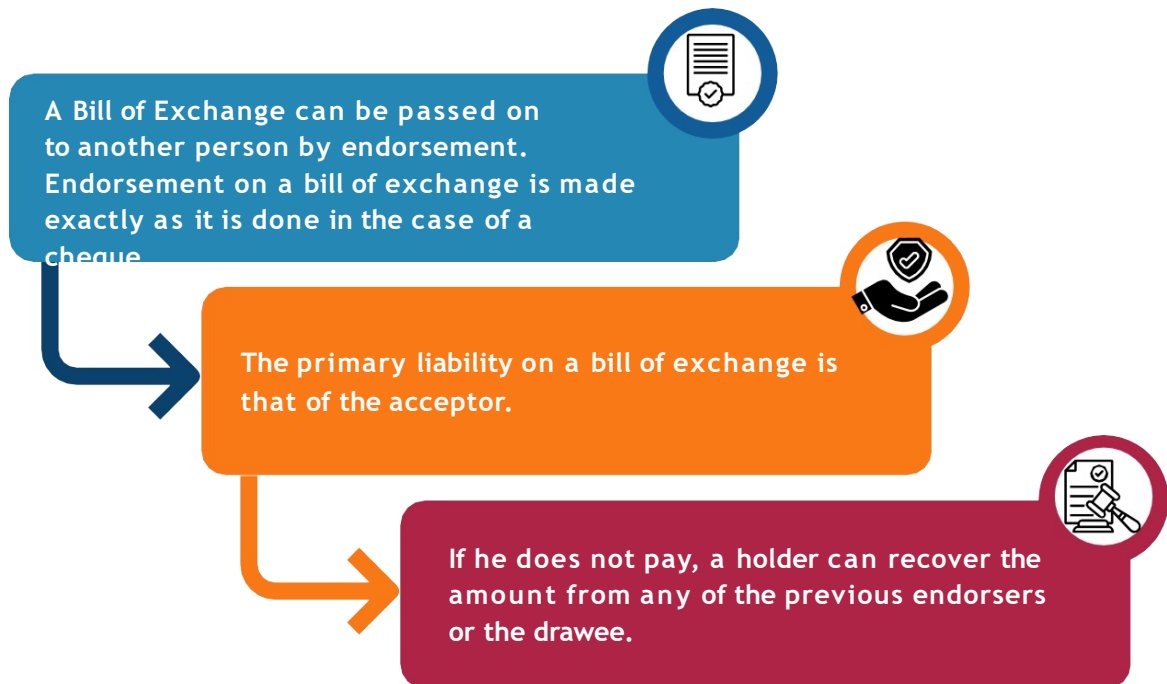 A Bill of Exchange can be passed on
to another person by endorsement.
Endorsement on a bill of exchange is made
exactly as it is done in the case of a
cheque
The primary liability on a bill of exchange is
that of the acceptor.
If he does not pay, a holder can recover the
amount from any of the previous endorsers
or the drawee.